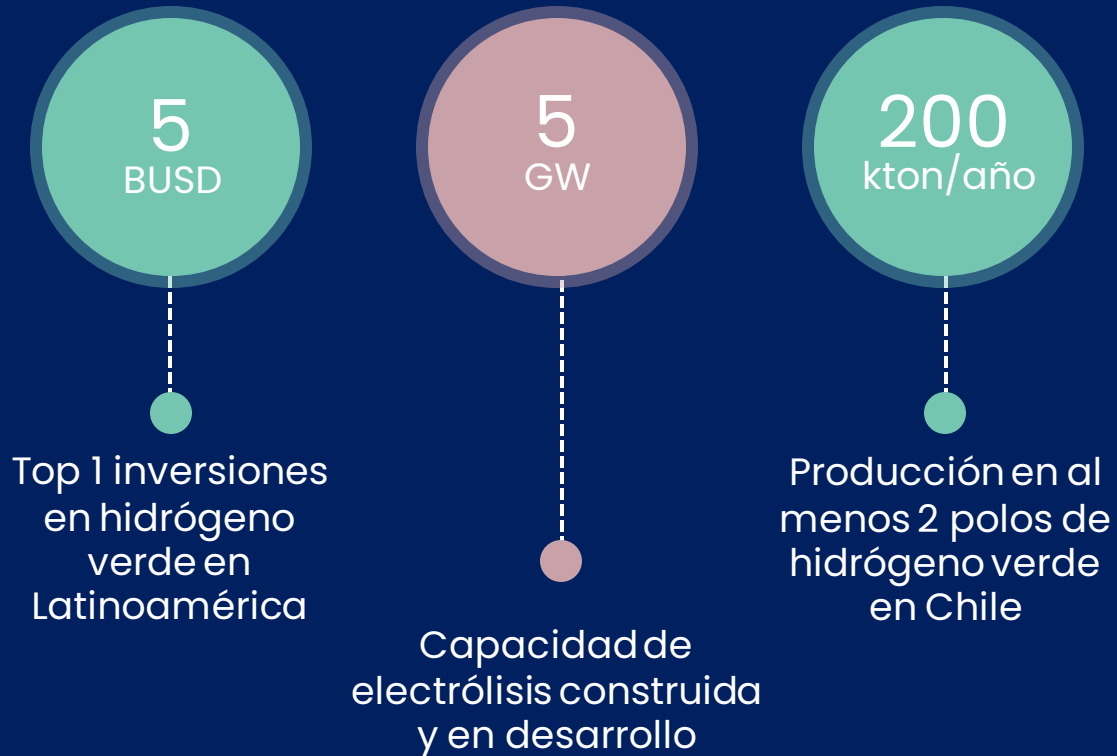 5
BUSD
Top 1 inversiones
en hidrógeno
verde en
Latinoamérica
5
GW
Capacidad de
electrólisis construida
y en desarrollo
200
kton/año
Producción en al
menos 2 polos de
hidrógeno verde
en Chile